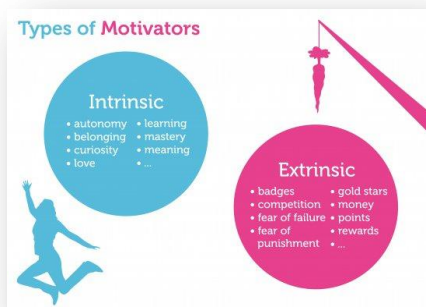 Types of Motivators
Intrinsic
• autonomy
• belonging
• curiosity
• love
• learning
• mastery
• meaning
• ...
Extrinsic
• badges
• competition
• fear of failure
• fear of
punishment
• gold stars
• money
• points
• rewards
• ...